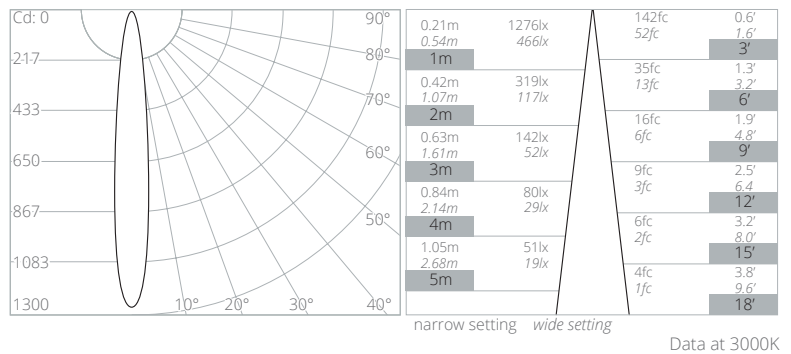 Cd: 0
217
433
650
867
1083
1300
90°
80°
70°
60°
50°
10° 20° 30° 40°
0.21m 1276lx
0.54m 466lx
1m
0.42m 319lx
1.07m 117lx
2m
0.63m 142lx
1.61m 52lx
3m
0.84m 80lx
2.14m 29lx
4m
1.05m 51lx
2.68m 19lx
5m
142fc 0.6’
52fc 1.6’
3’
35fc 1.3’
13fc 3.2’
6’
16fc 1.9’
6fc 4.8’
9’
9fc 2.5’
3fc 6.4
12’
6fc 3.2’
2fc 8.0’
15’
4fc 3.8’
1fc 9.6’
18’
narrow setting wide setting
Data at 3000K